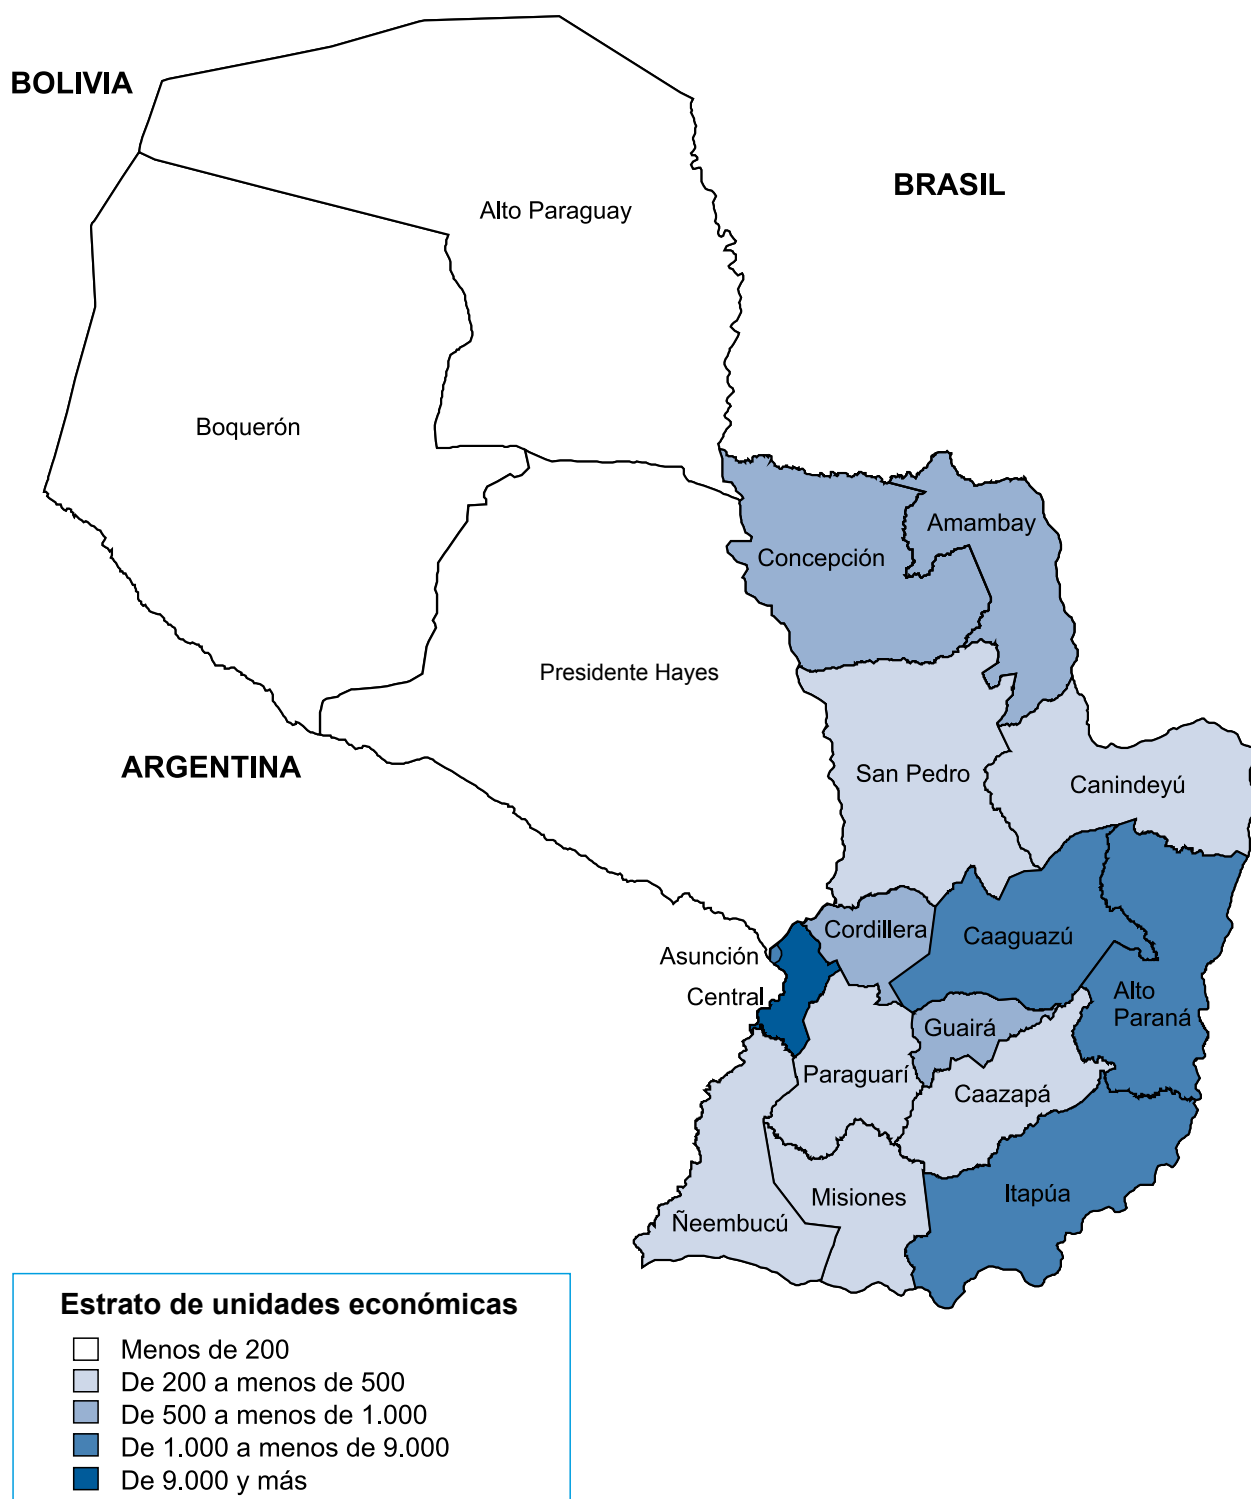 BOLIVIA
BRASIL
Alto Paraguay
Boquerón
Amambay
Concepción
Presidente Hayes
ARGENTINA
San Pedro
Canindeyú
Cordillera
Caaguazú
Asunción
Central
Alto
Paraná
Guairá
Paraguarí
Caazapá
Itapúa
Misiones
Ñeembucú
Estrato de unidades económicas
Menos de 200
De 200 a menos de 500
De 500 a menos de 1.000
De 1.000 a menos de 9.000
De 9.000 y más